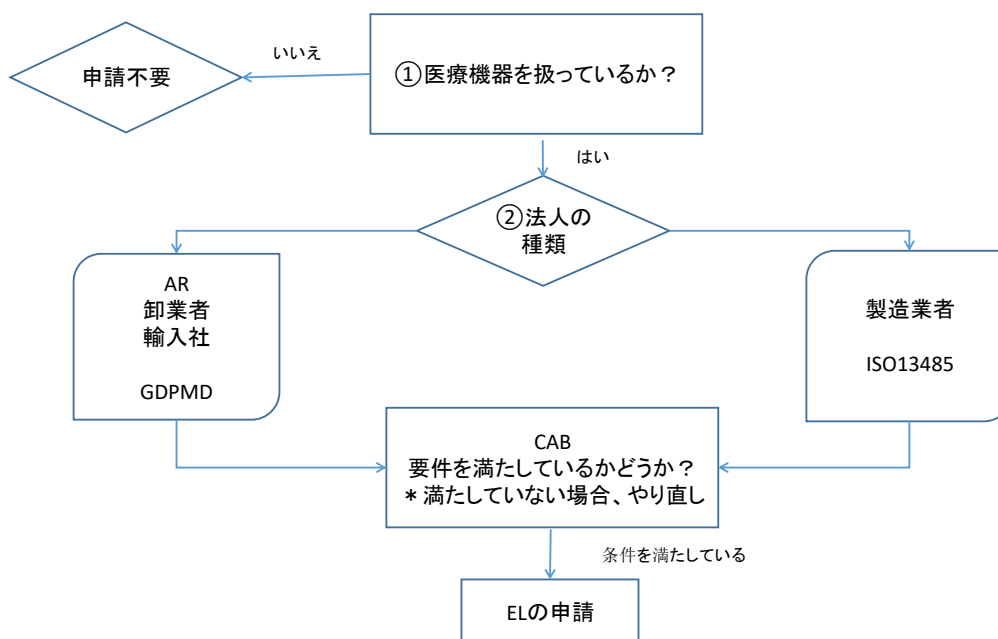 いいえ
申請不要
①医療機器を扱っているか？
はい
②法人の
種類
AR
卸業者
輸入社
GDPMD
製造業者
ISO13485
CAB
要件を満たしているかどうか？
＊満たしていない場合、やり直し
条件を満たしている
ELの申請